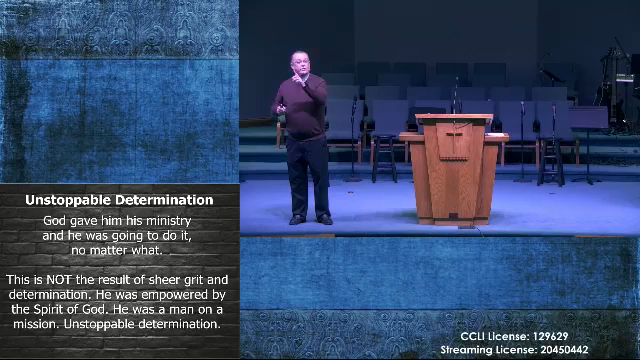 Unstoppable Determination
God gave him his ministry
and he was going to do it,
no matter what.
This is NOT the result of sheer grit and
determination. He was empowered by
the Spirit of God. He was a man on a
mission. Unstoppable determination.
CCLI License: 129629
Streaming License: 20450442